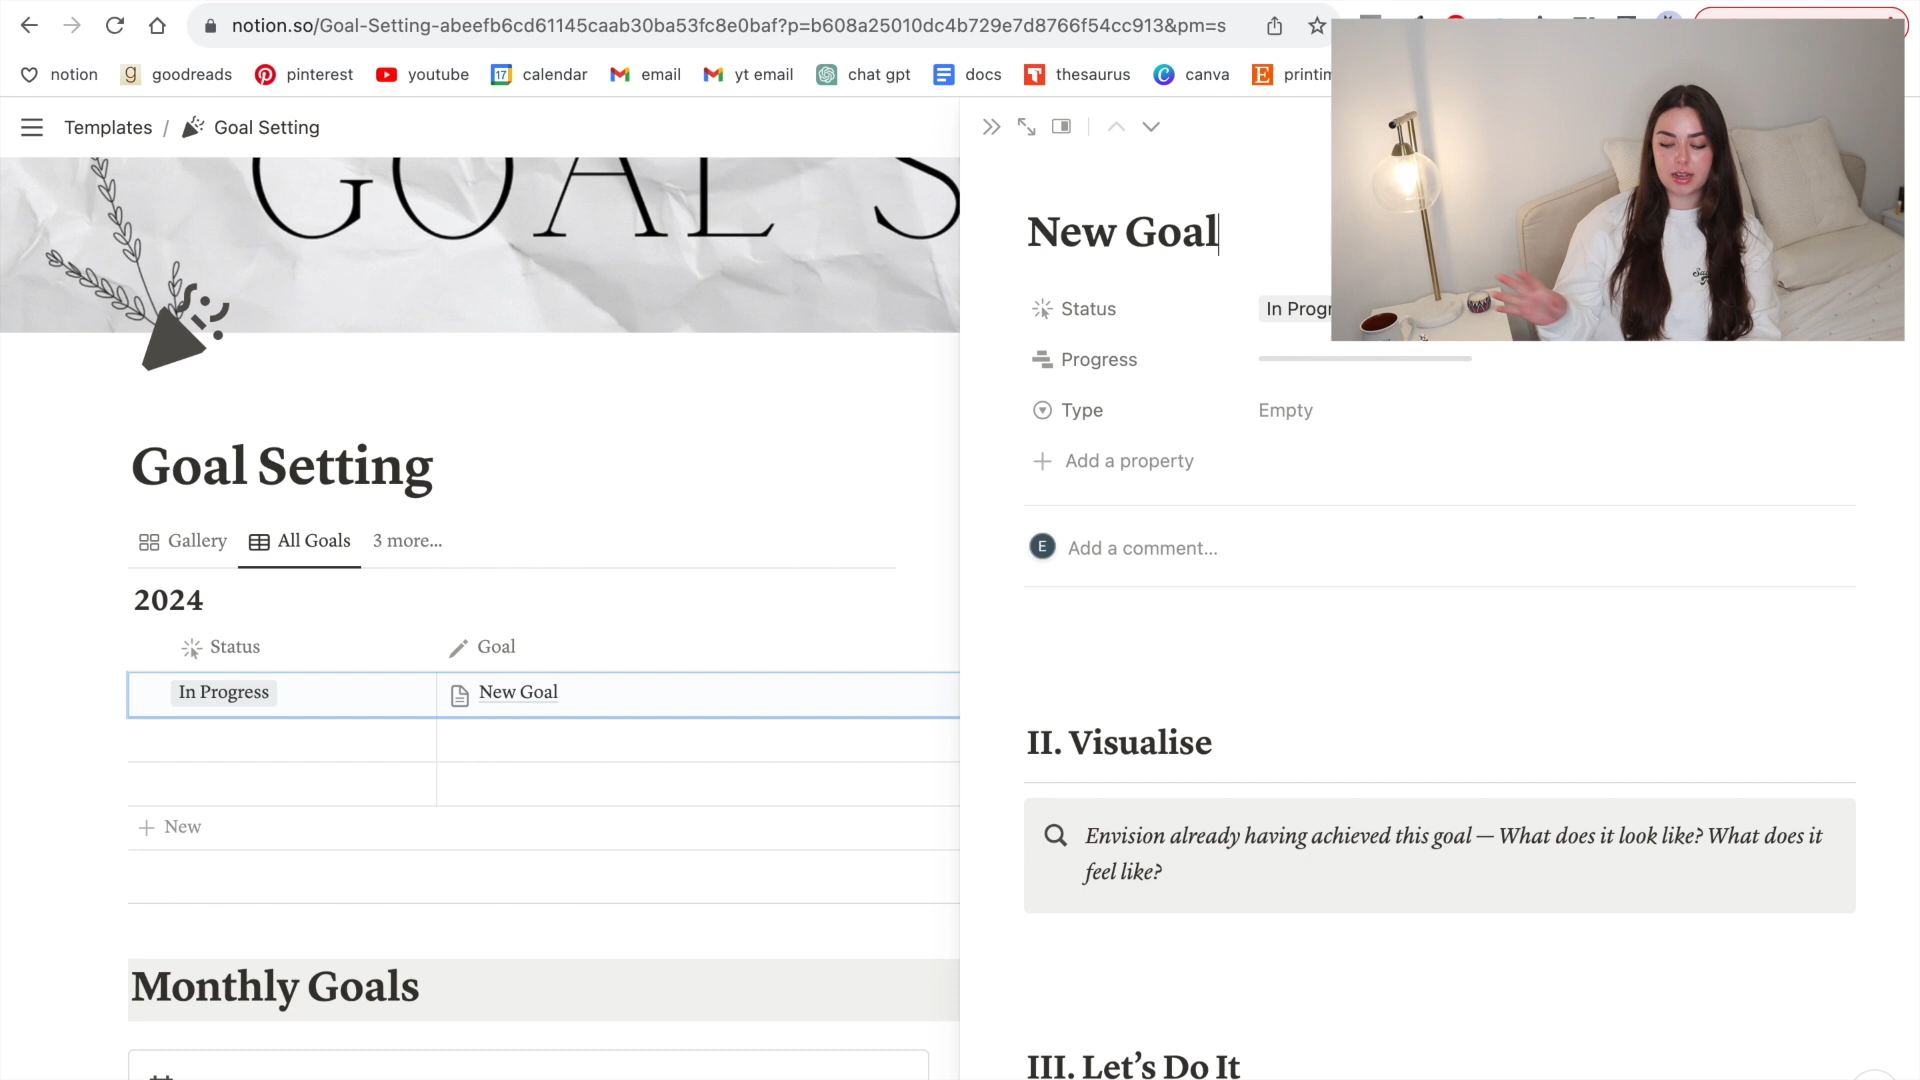 notion.so/Goal-Setting-abeefb6cd61145caab30ba53fc8e0baf?p=b608a25010dc4b729e7d8766f54cc913&pm=s
notion
goodreads
pinterest
youtube
calendar
email
yt email
chat gpt
docs
thesaurus
canva
Templates / Goal Setting
GOAL S
Goal Setting
Gallery
All Goals
3 more...
2024
Status
Goal
In Progress
New Goal
New
Monthly Goals
New Goal
Status
In Progr
Progress
Type
Empty
Add a property
E
Add a comment...
II. Visualise
Envision already having achieved this goal — What does it look like? What does it
feel like?
III. Let's Do It